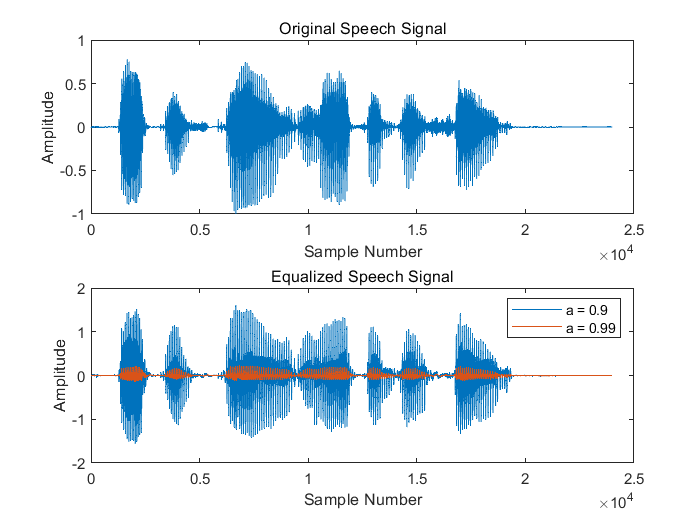 Original Speech Signal
1
0.5
0
-0.5
-1
Amplitude
0 0.5 1 1.5 2 2.5
Sample Number
×10^4
Equalized Speech Signal
2
1
0
-1
-2
Amplitude
a = 0.9
a = 0.99
0 0.5 1 1.5 2 2.5
Sample Number
×10^4